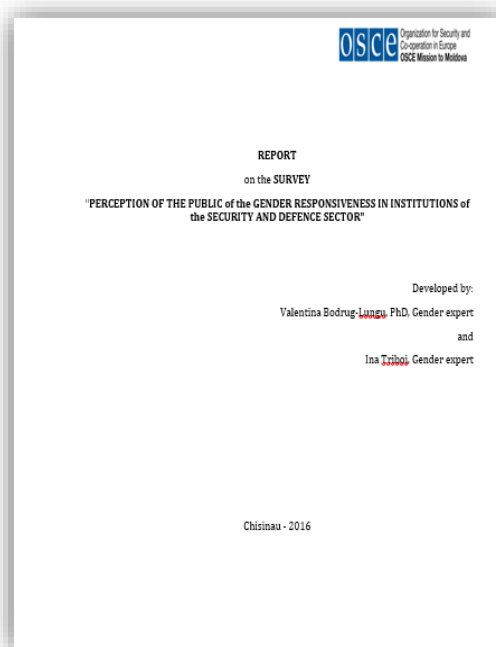 OSCE
Organization for Security and
Co-operation in Europe
OSCE Mission to Moldova
REPORT
on the SURVEY
"PERCEPTION OF THE PUBLIC of the GENDER RESPONSIVENESS IN INSTITUTIONS of
the SECURITY AND DEFENCE SECTOR"
Developed by:
Valentina Bodrug-Lungu, PhD, Gender expert
and
Ina Triboi, Gender expert
Chisinau - 2016